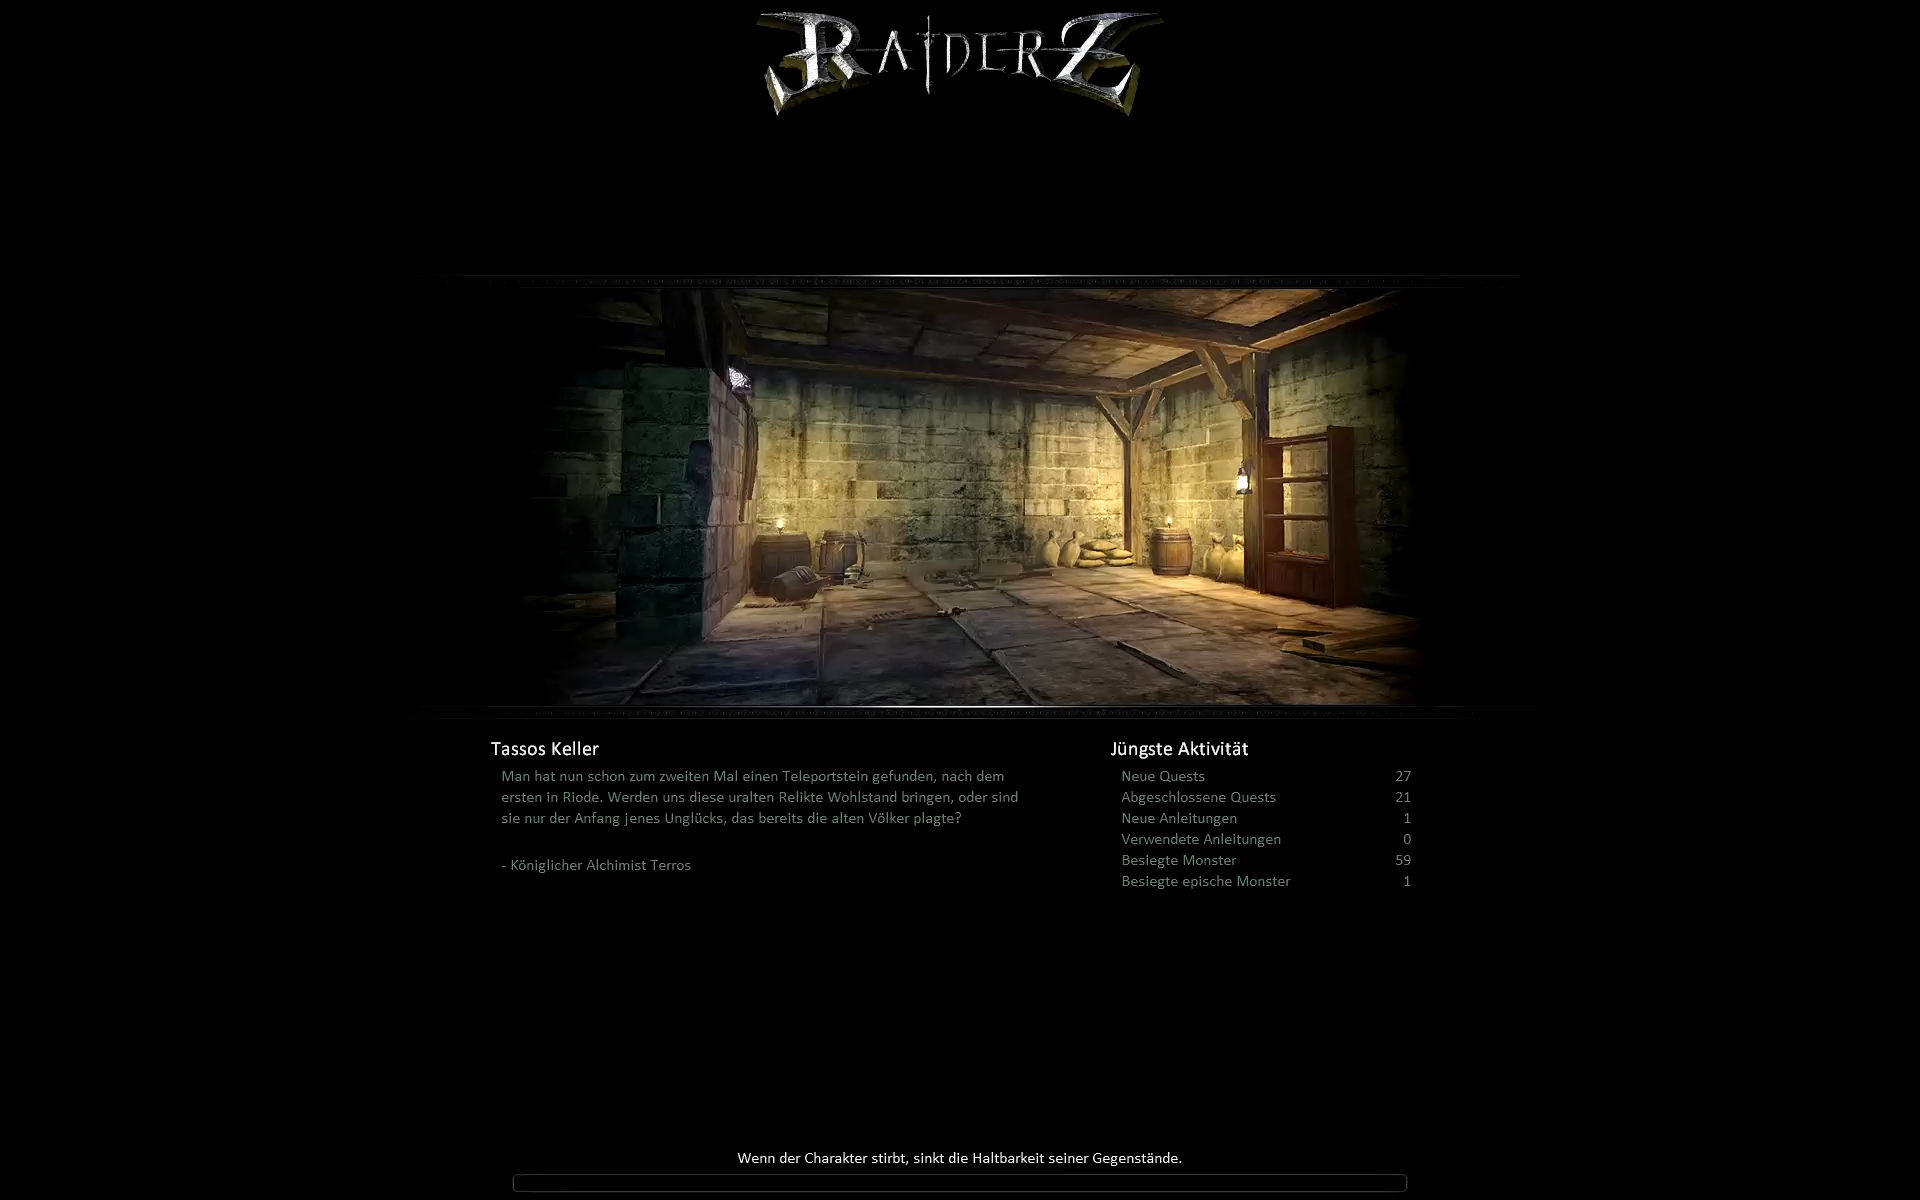 RAIDERZ
Tassos Keller
Man hat nun schon zum zweiten Mal einen Teleportstein gefunden, nach dem
ersten in Riode. Werden uns diese uralten Relikte Wohlstand bringen, oder sind
sie nur der Anfang jenes Unglücks, das bereits die alten Völker plagte?
- Königlicher Alchimist Terros
Jüngste Aktivität
Neue Quests 27
Abgeschlossene Quests 21
Neue Anleitungen 1
Verwendete Anleitungen 0
Besiegte Monster 59
Besiegte epische Monster 1
Wenn der Charakter stirbt, sinkt die Haltbarkeit seiner Gegenstände.